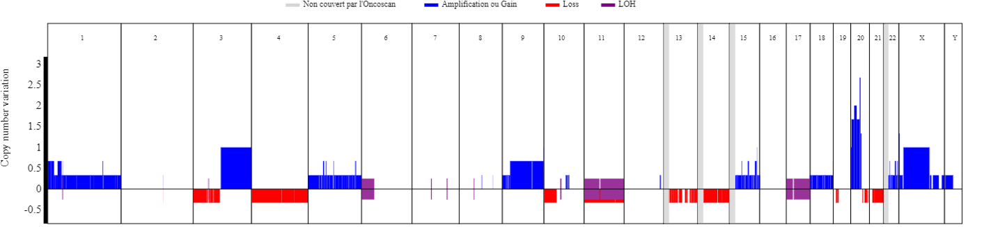 Non couvert par l'Oncoscan Amplification ou Gain Loss LOH
1 2 3 4 5 6 7 8 9 10 11 12 13 14 15 16 17 18 19 20 21 22 X Y
Copy number variation
3
2.5
2
1.5
1
0.5
0
-0.5